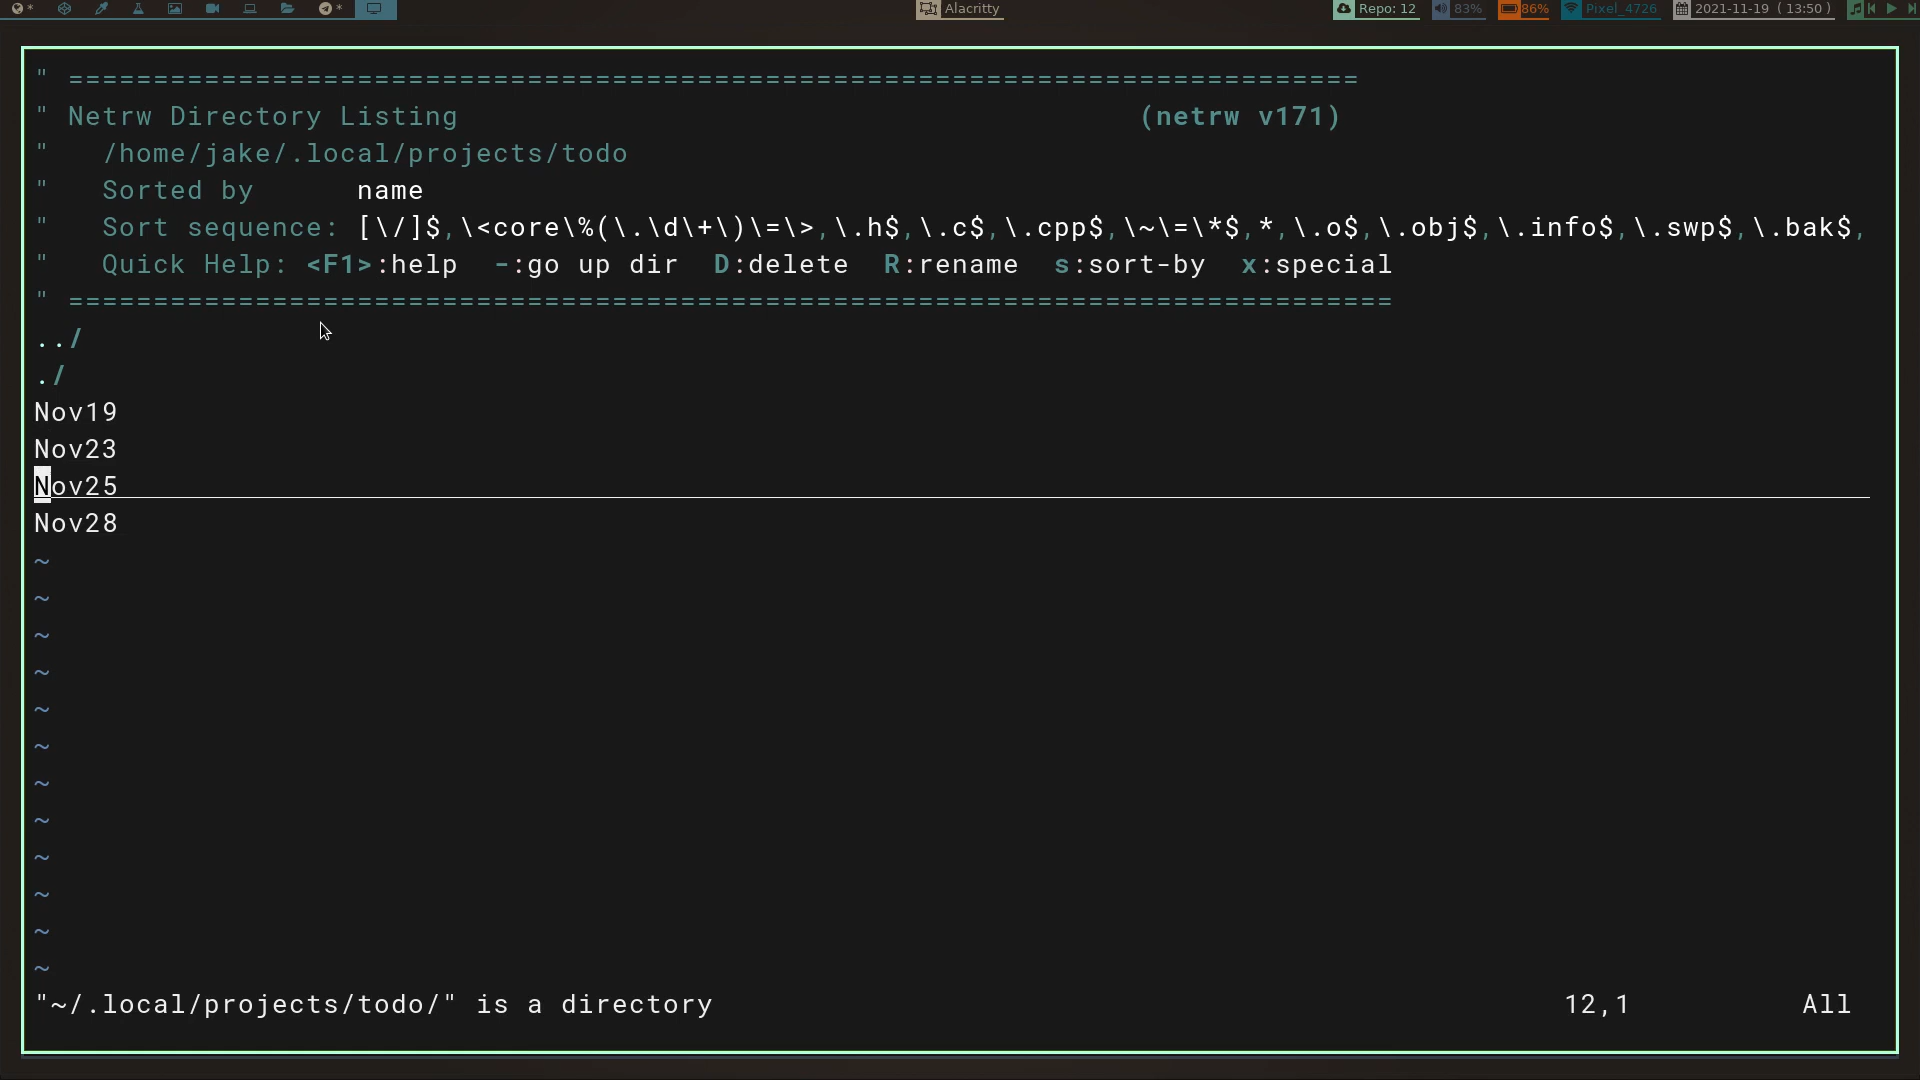 * * Alacritty Repo: 12 83% 86% Pixel_4726 2021-11-19 ( 13:50 )
" ============================================================================
" Netrw Directory Listing (netrw v171)
" /home/jake/.local/projects/todo
" Sorted by name
" Sort sequence: [\/]$,\<core\%(\.\d\+\)\=\>,\.h$,\.c$,\.cpp$,\~\=\*$,*,\.o$,\.obj$,\.info$,\.swp$,\.bak$,
" Quick Help: <F1>:help -:go up dir D:delete R:rename s:sort-by x:special
" ==============================================================================
../
./
Nov19
Nov23
Nov25
Nov28
~
~
~
~
~
~
~
~
~
~
~
~
"~/.local/projects/todo/" is a directory 12,1 All